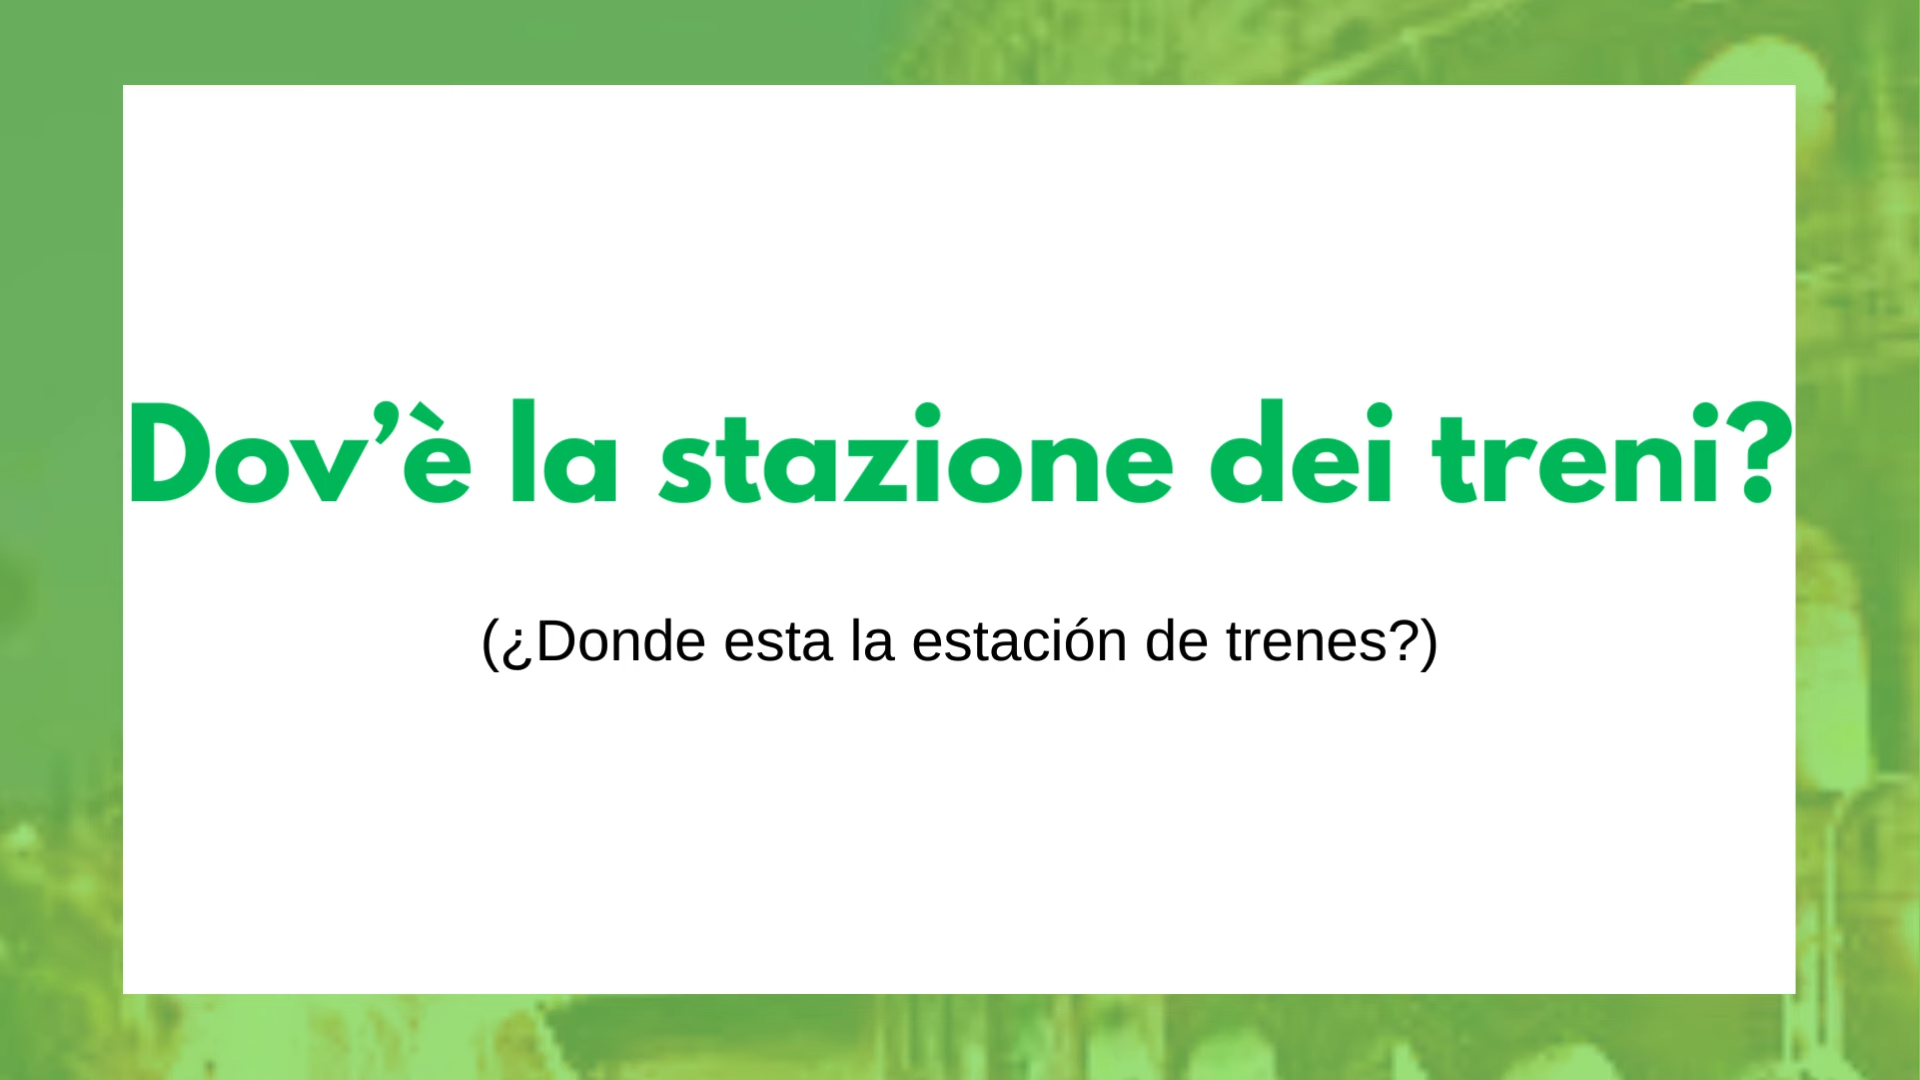 Dov’è la stazione dei treni?
(¿Donde esta la estación de trenes?)